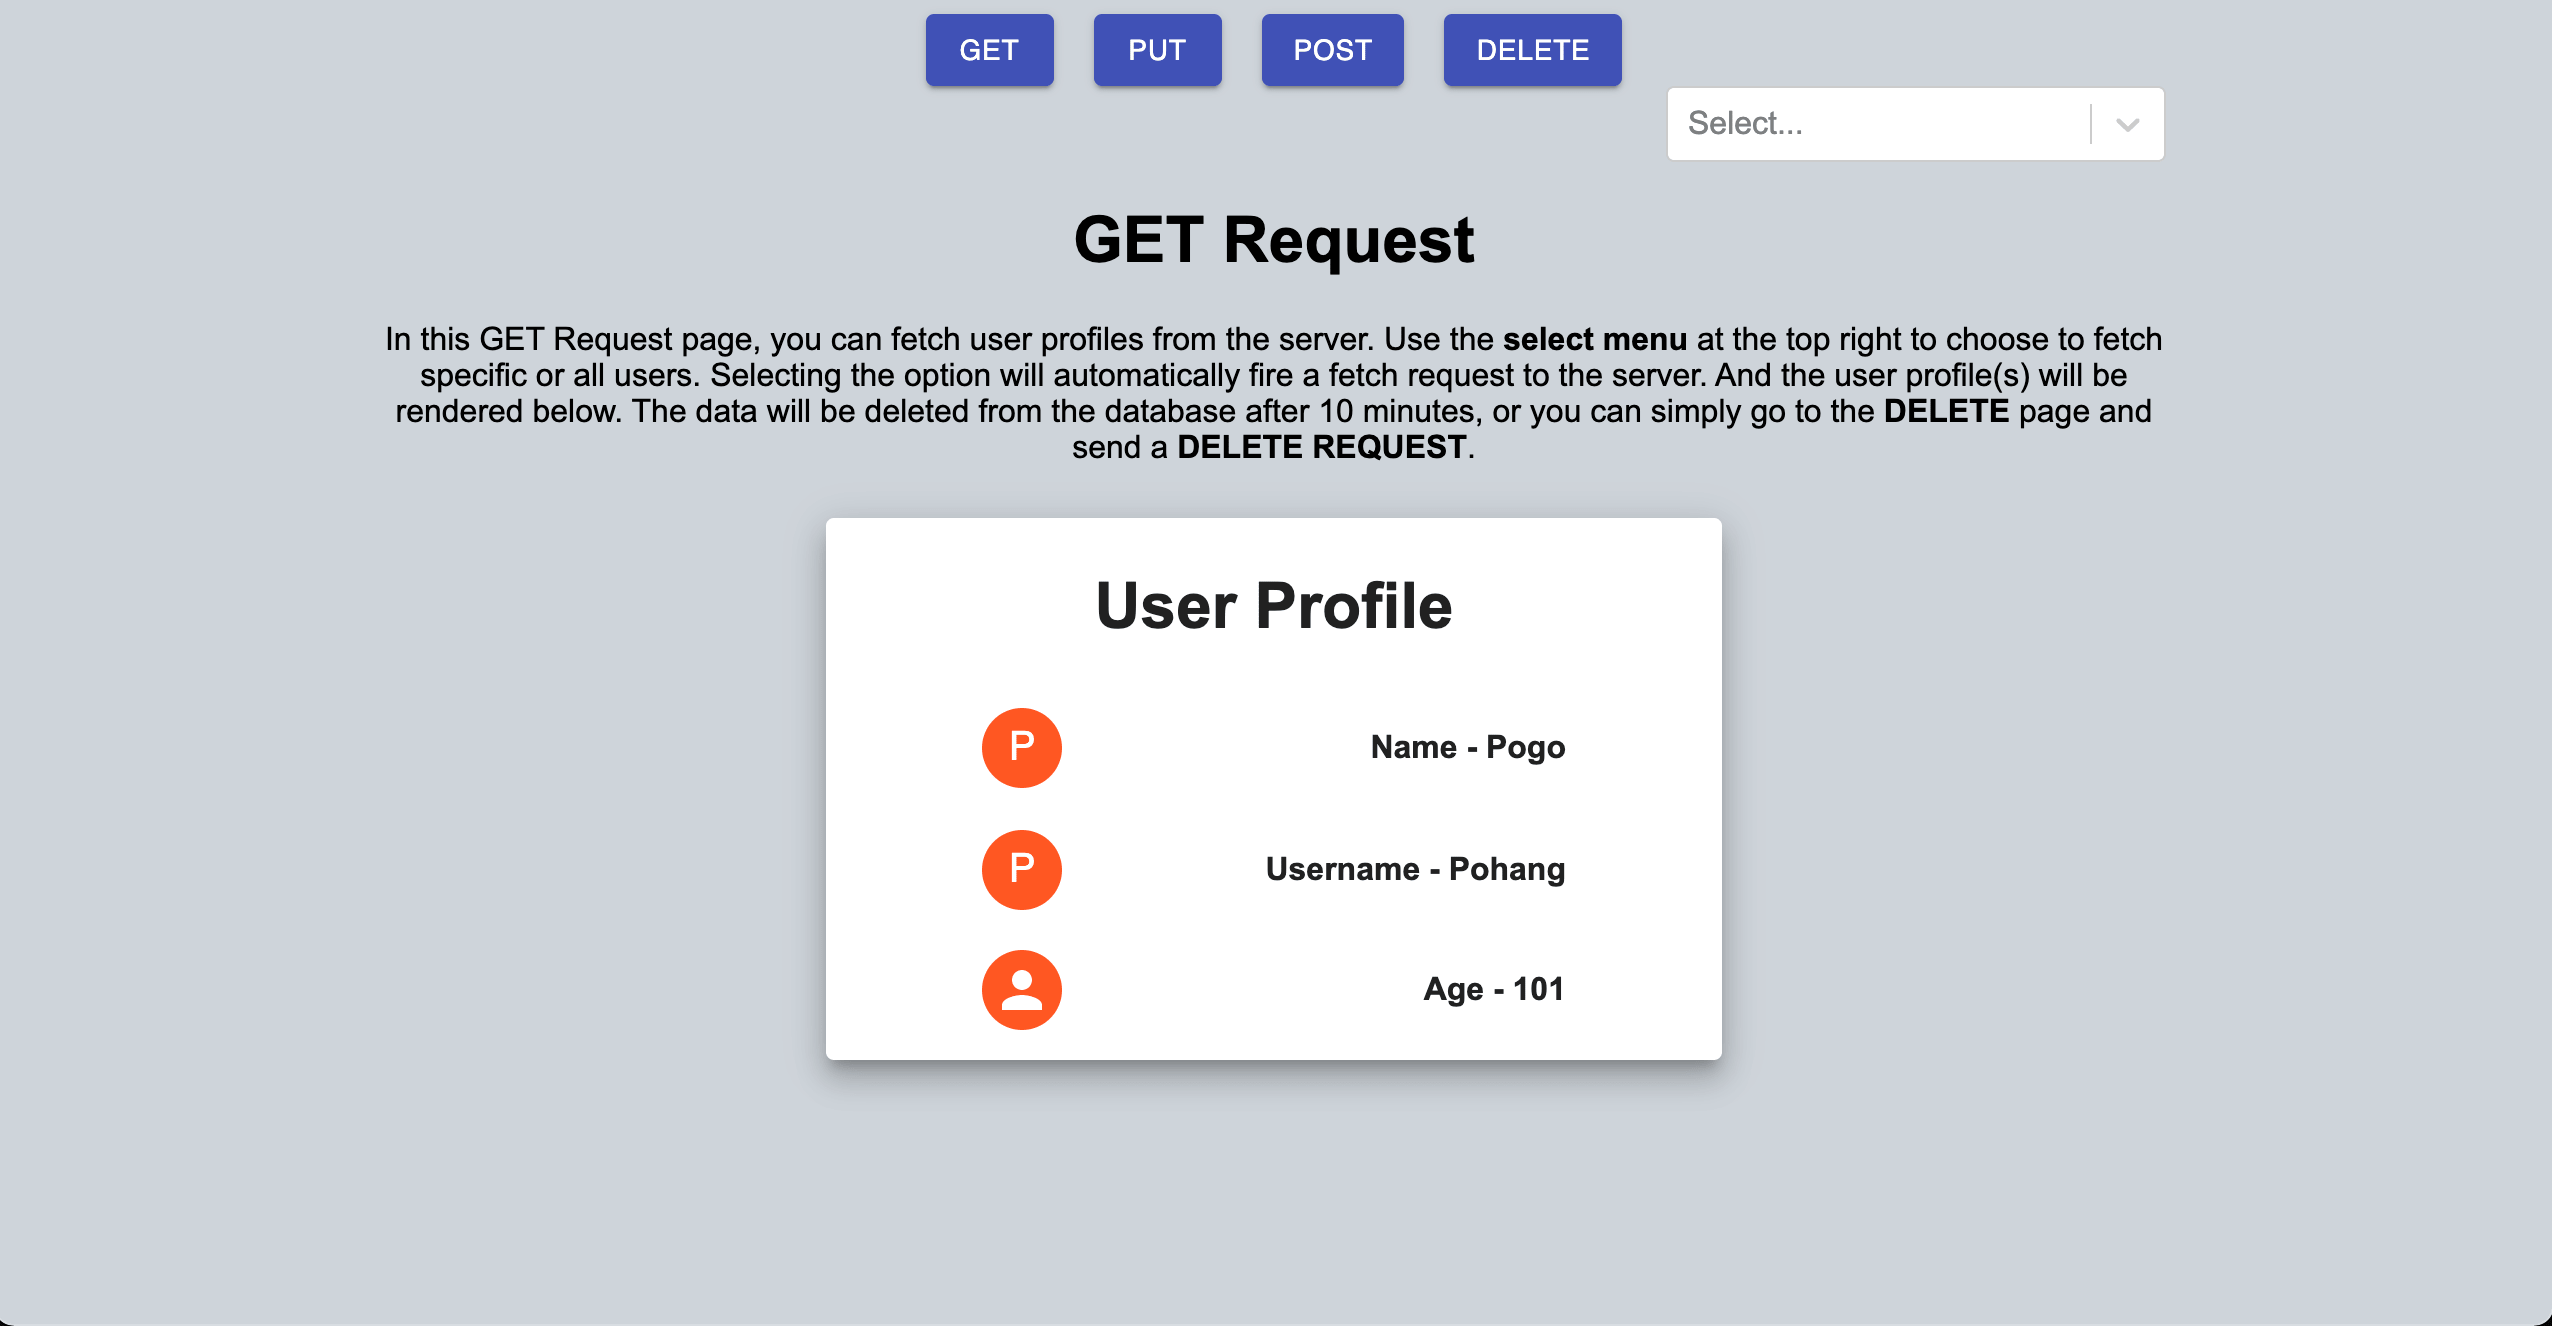 GET PUT POST DELETE
Select...
GET Request
In this GET Request page, you can fetch user profiles from the server. Use the select menu at the top right to choose to fetch
specific or all users. Selecting the option will automatically fire a fetch request to the server. And the user profile(s) will be
rendered below. The data will be deleted from the database after 10 minutes, or you can simply go to the DELETE page and
send a DELETE REQUEST.
User Profile
P Name - Pogo
P Username - Pohang
Age - 101